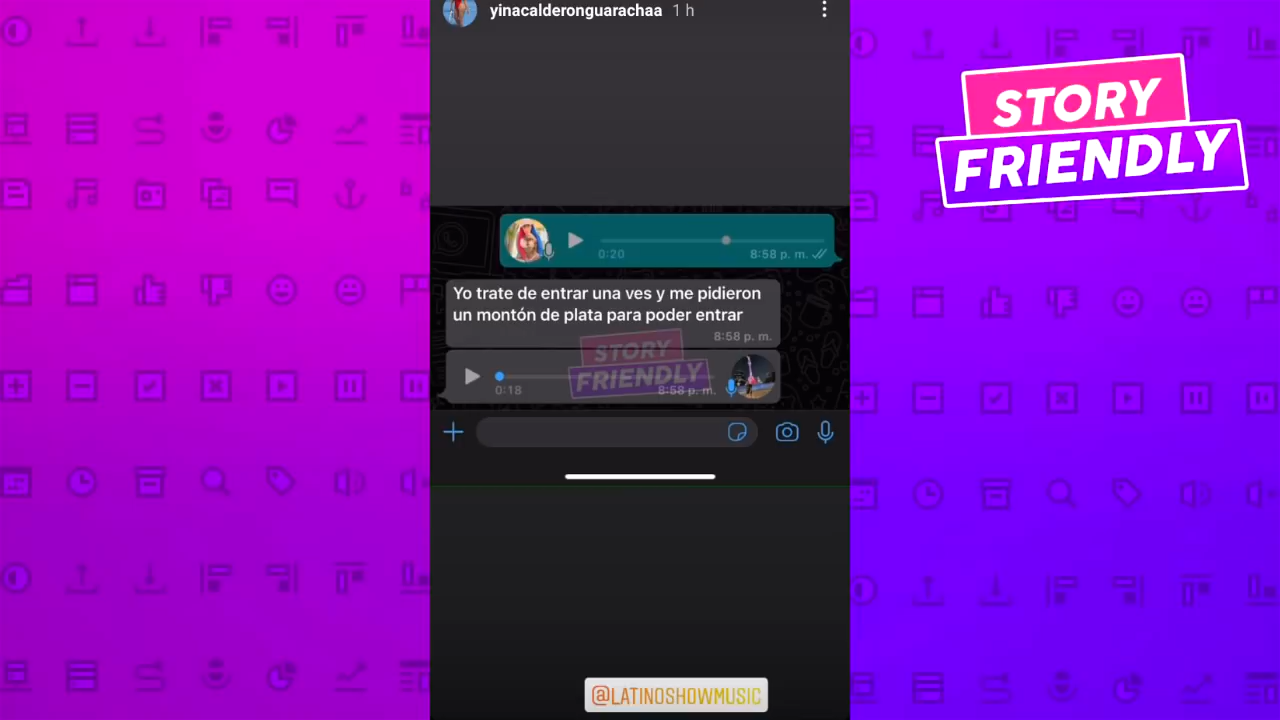 yinacalderonguarachaa 1 h
STORY
FRIENDLY
0:20 8:58 p. m.
Yo trate de entrar una ves y me pidieron
un montón de plata para poder entrar
8:58 p. m.
STORY
FRIENDLY
0:18 8:58 p. m.
@LATINOSHOWMUSIC